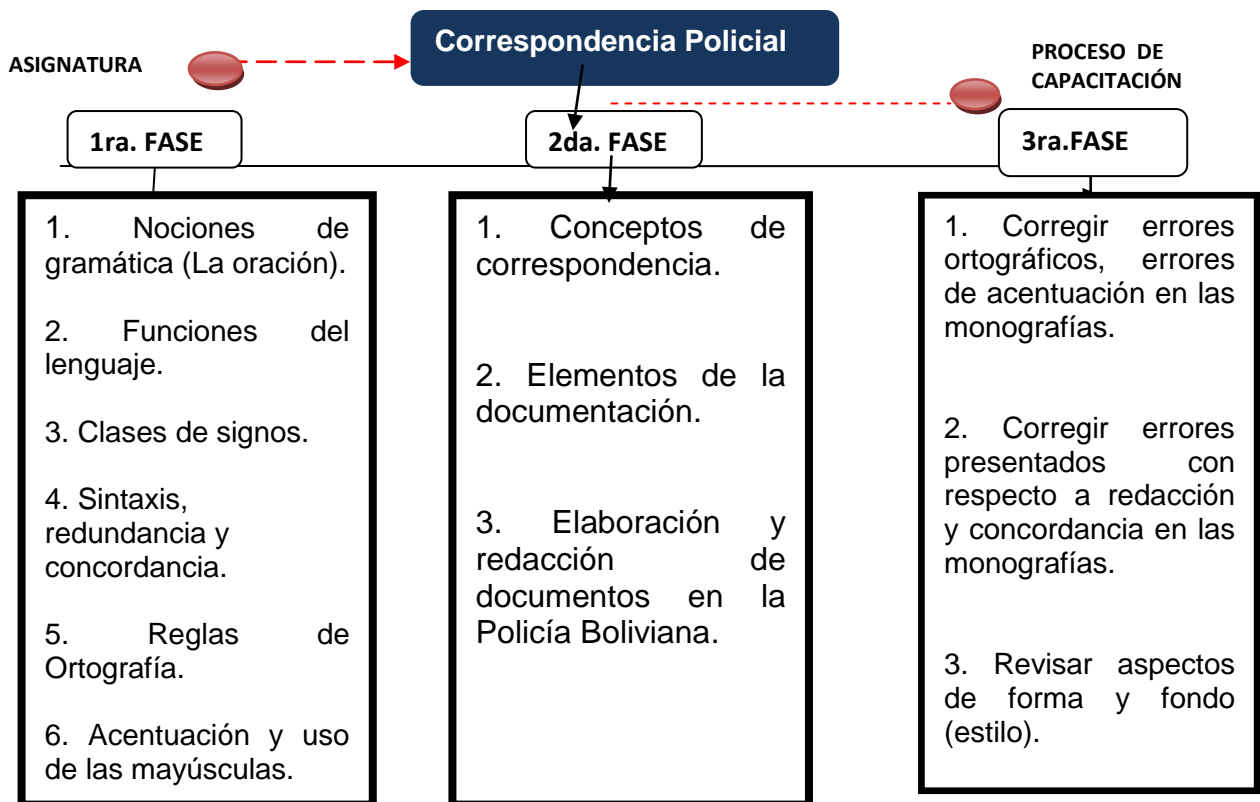 Correspondencia Policial
ASIGNATURA
PROCESO DE
CAPACITACIÓN
1ra. FASE
2da. FASE
3ra.FASE
1. Nociones de
gramática (La oración).
2. Funciones del
lenguaje.
3. Clases de signos.
4. Sintaxis,
redundancia y
concordancia.
5. Reglas de
Ortografía.
6. Acentuación y uso
de las mayúsculas.
1. Conceptos de
correspondencia.
2. Elementos de la
documentación.
3. Elaboración y
redacción de
documentos en la
Policía Boliviana.
1. Corregir errores
ortográficos, errores
de acentuación en las
monografías.
2. Corregir errores
presentados con
respecto a redacción
y concordancia en las
monografías.
3. Revisar aspectos
de forma y fondo
(estilo).